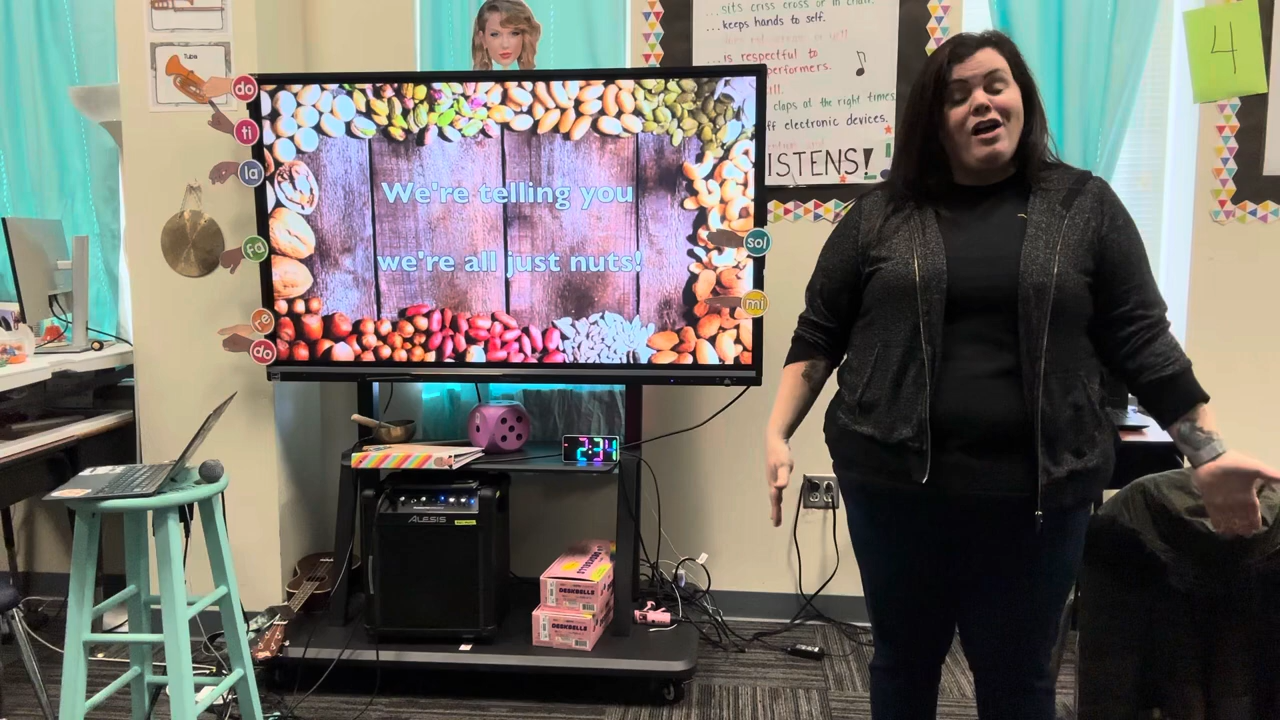 ...sits criss cross or in chair.
...keeps hands to self.
...is respectful to
performers.
claps at the right times
ff electronic devices.
ISTENS!
4
Tuba
do
ti
la
fa
re
do
sol
mi
We're telling you
we're all just nuts!
2:34
ALESIS
DESKBELLS
DESKBELLS